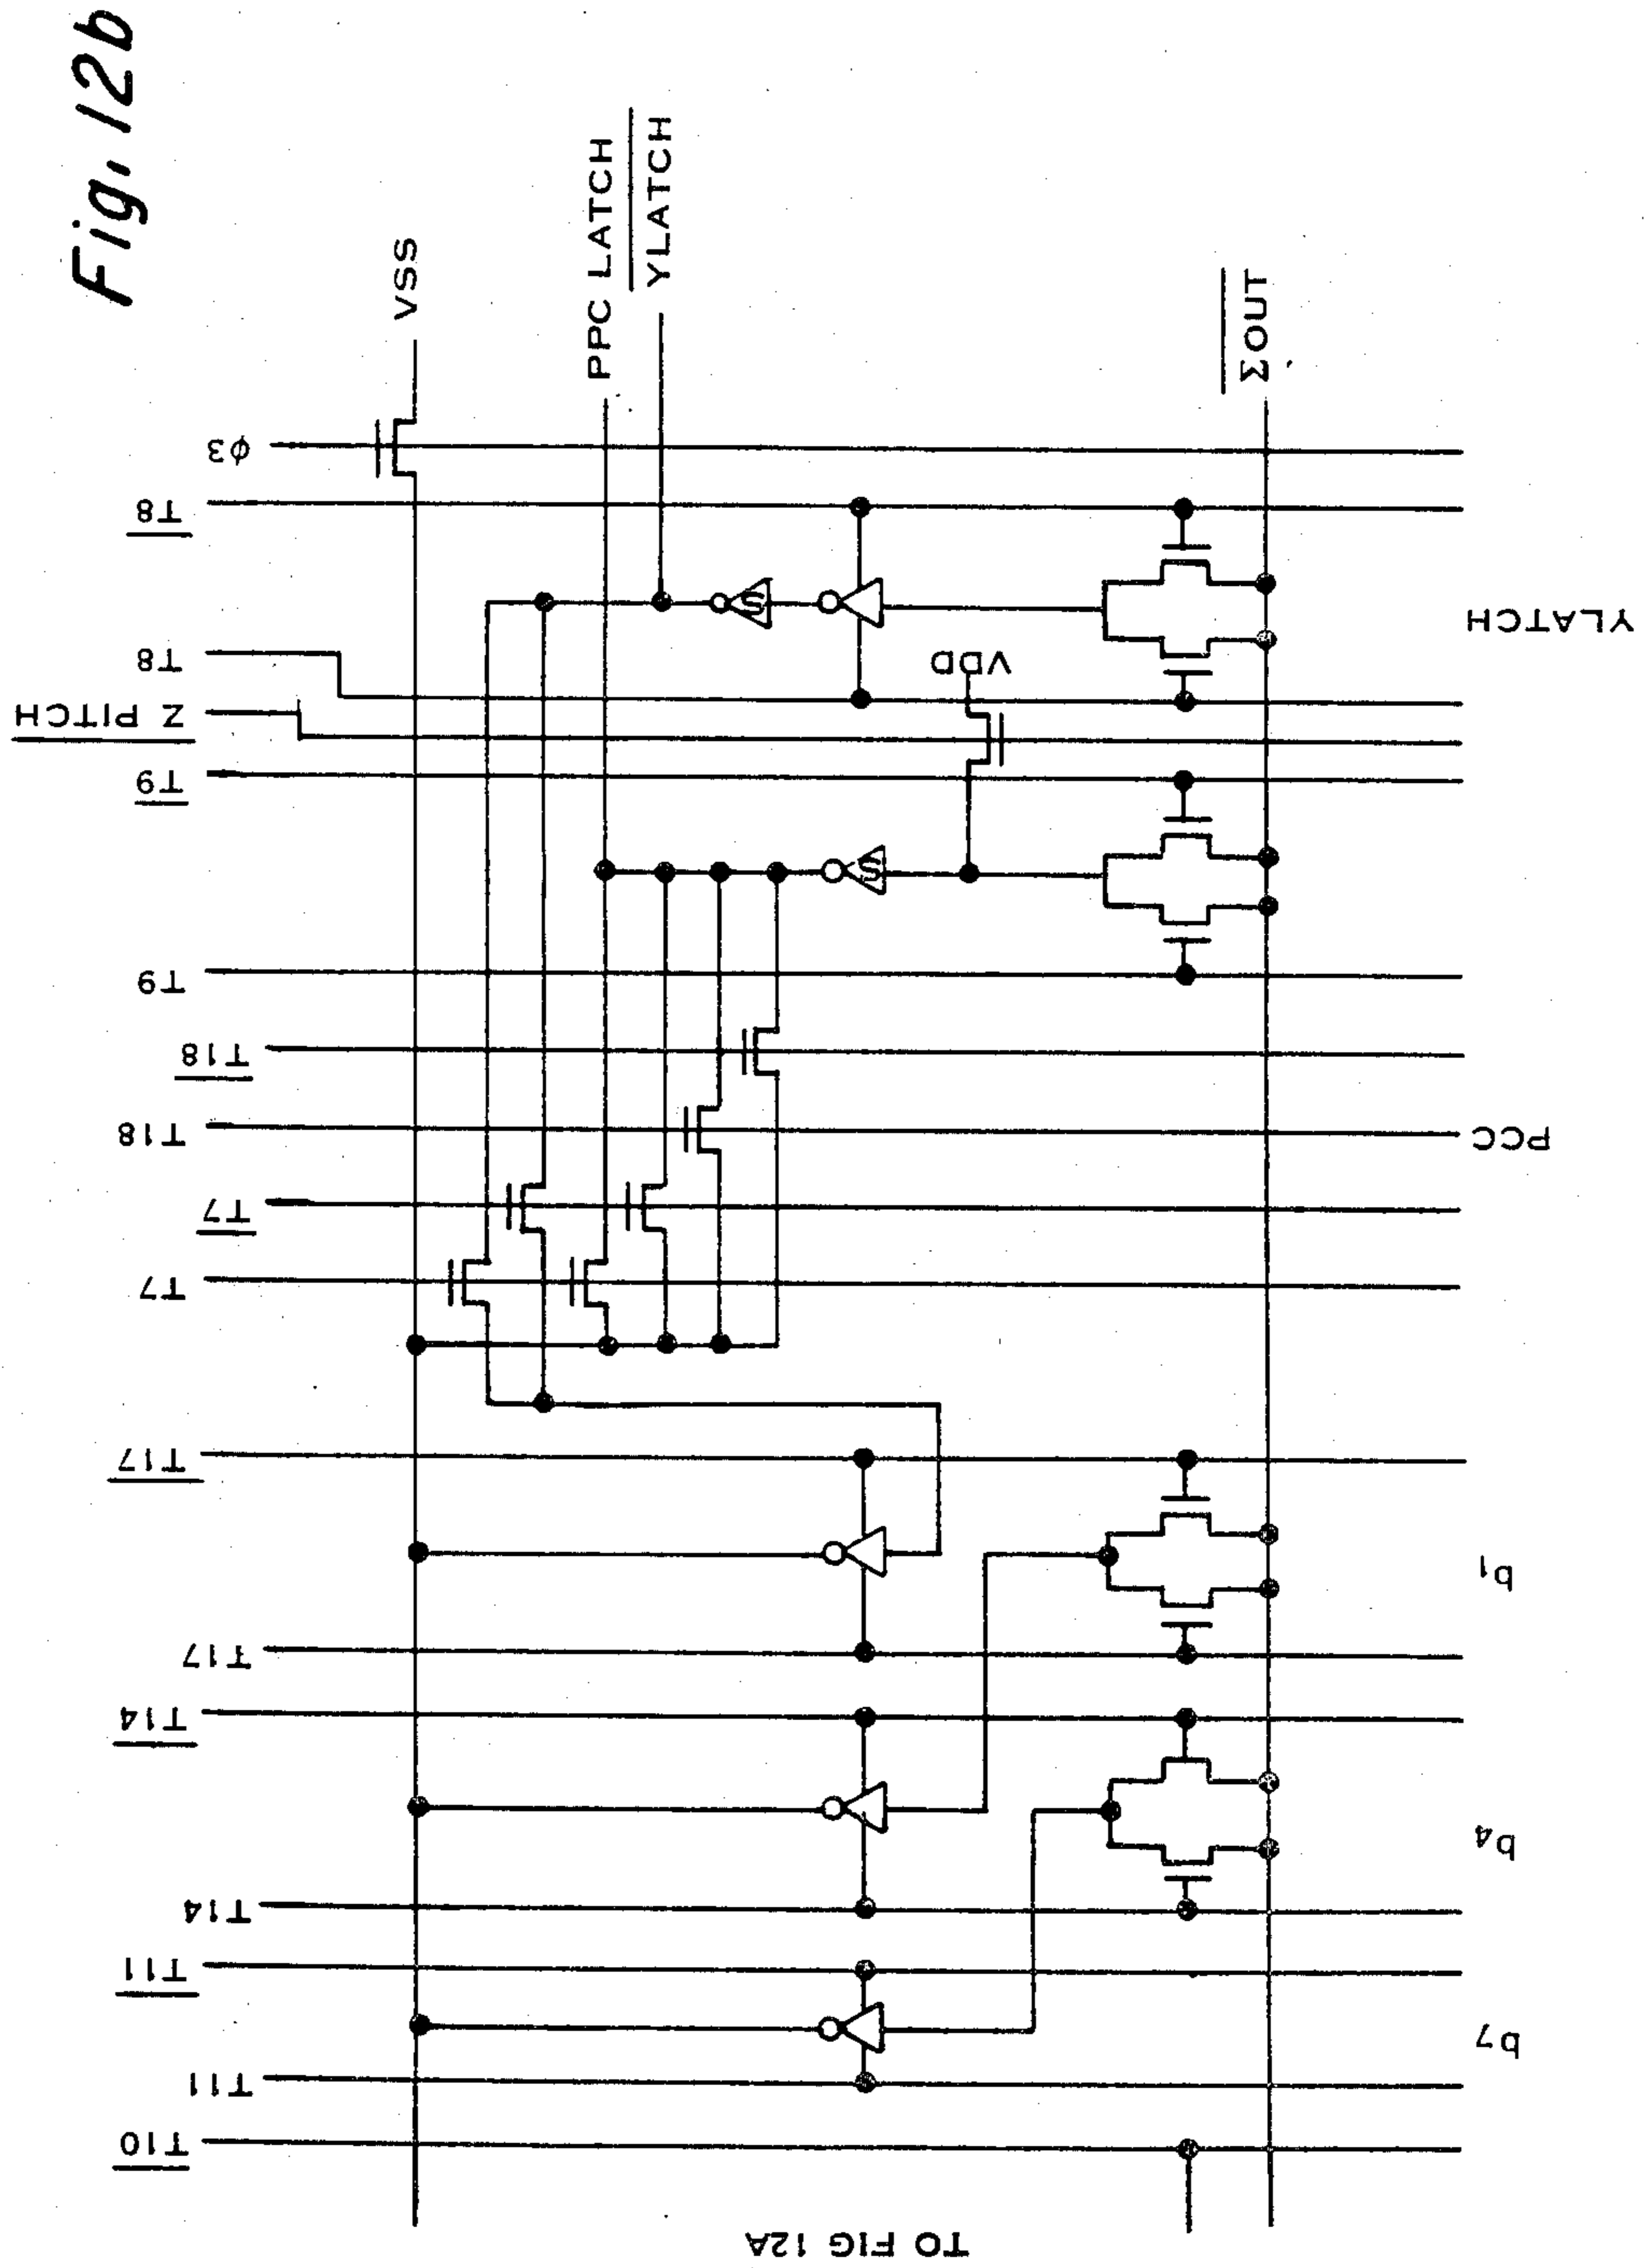 Fig. 12b
VSS
PPC LATCH
YLATCH
ΣOUT
φ3
T8
T8
Z PITCH
T9
T9
T18
T18
T7
T7
T17
T17
T14
T14
T11
T11
T10
S
S
VDD
YLATCH
PCC
b1
b4
b7
TO FIG 12A